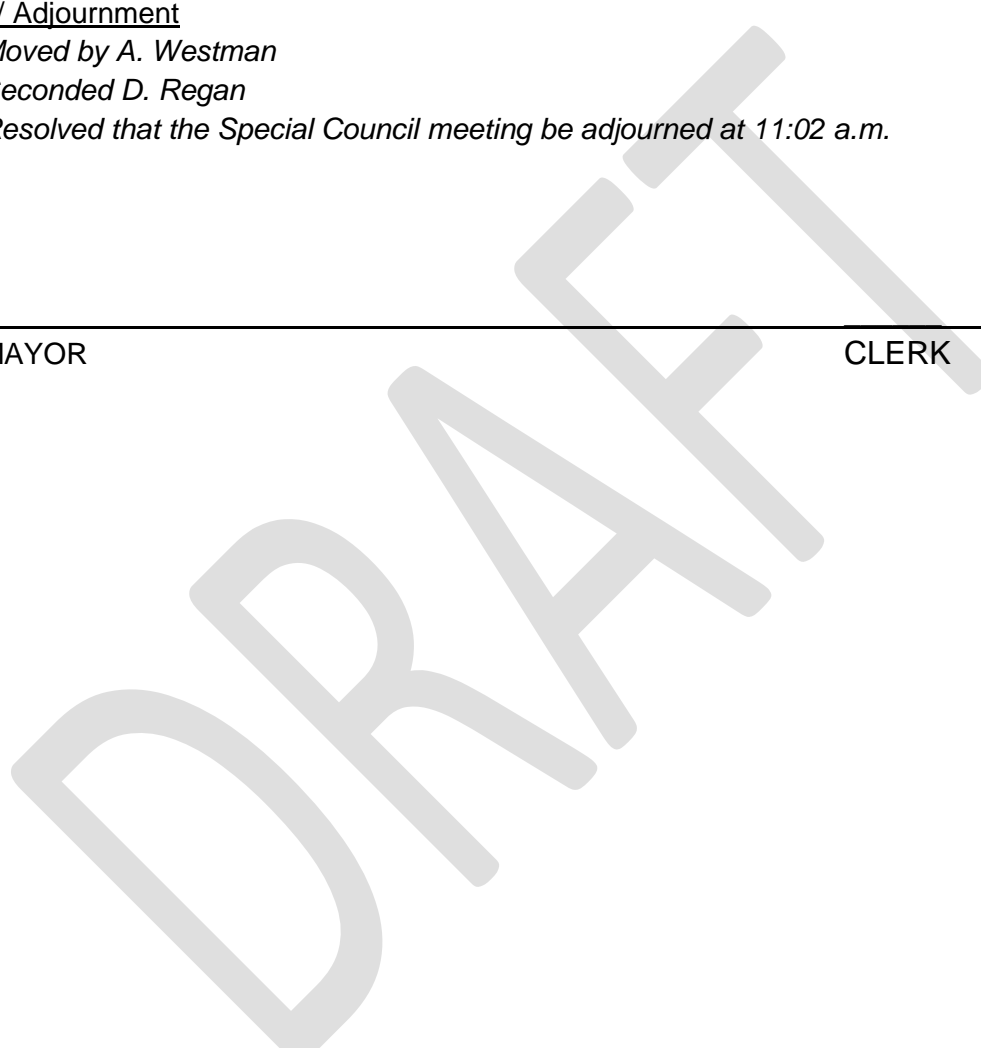 / Adjournment
Moved by A. Westman
Seconded D. Regan
Resolved that the Special Council meeting be adjourned at 11:02 a.m.
MAYOR
CLERK
DRAFT